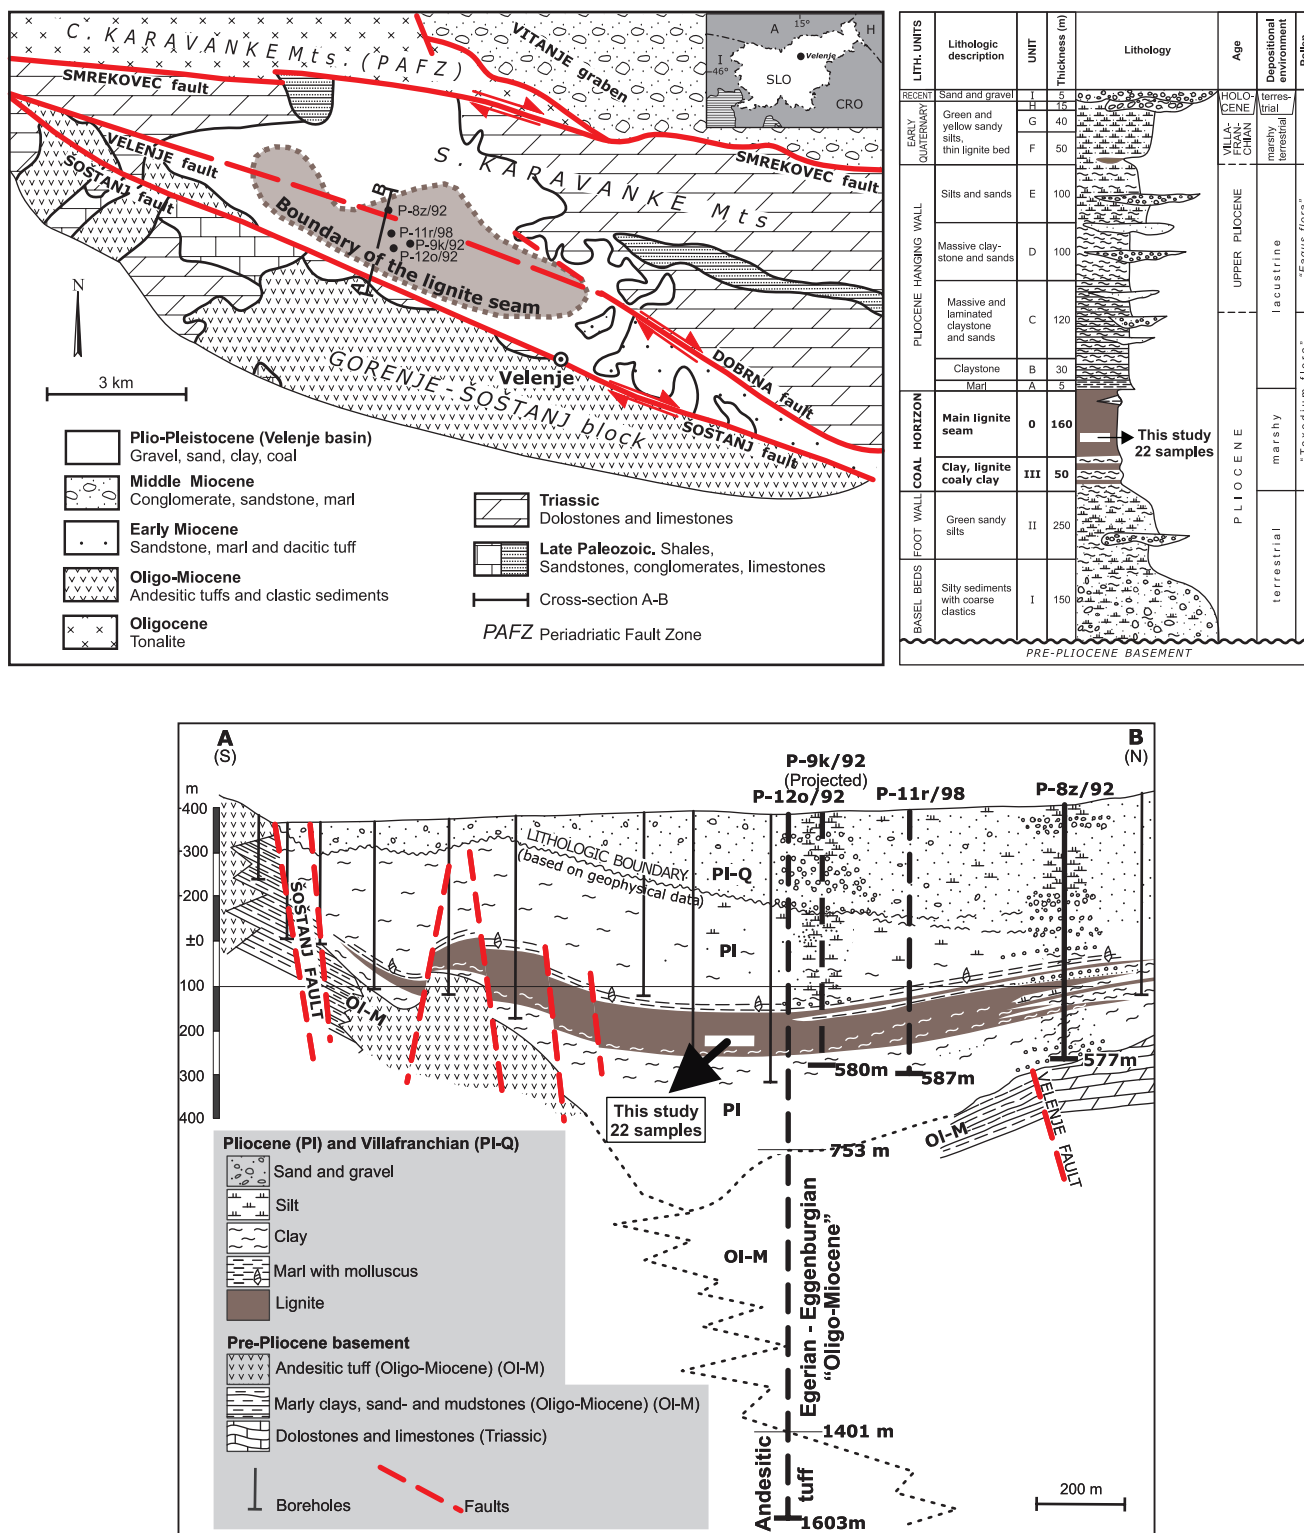 C. KARAVANKE Mts. (PAFZ)
SMREKOVEC fault
VITANJE graben
A
15°
H
Velenje
I
46°
SLO
CRO
VELENJE fault
ŠOŠTANJ fault
S. KARAVANKE Mts
SMREKOVEC fault
B
P-8z/92
P-11r/98
P-9k/92
P-12o/92
A
Boundary of the lignite seam
N
3 km
Velenje
GORENJE-ŠOŠTANJ block
DOBRNA fault
ŠOŠTANJ fault
Plio-Pleistocene (Velenje basin)
Gravel, sand, clay, coal
Middle Miocene
Conglomerate, sandstone, marl
Early Miocene
Sandstone, marl and dacitic tuff
Oligo-Miocene
Andesitic tuffs and clastic sediments
Oligocene
Tonalite
Triassic
Dolostones and limestones
Late Paleozoic. Shales,
Sandstones, conglomerates, limestones
Cross-section A-B
PAFZ Periadriatic Fault Zone
LITH. UNITS
Lithologic description
UNIT
Thickness (m)
Lithology
Age
Depositional environment
RECENT
Sand and gravel
I
5
HOLO-CENE
terres-trial
EARLY QUATERNARY
Green and yellow sandy silts, thin lignite bed
H
15
G
40
F
50
VILLA-FRAN-CHIAN
marshy terrestrial
PLIOCENE HANGING WALL
Silts and sands
E
100
Massive clay-stone and sands
D
100
Massive and laminated claystone and sands
C
120
Claystone
B
30
Marl
A
5
UPPER PLIOCENE
lacustrine
"Fagus flora"
COAL HORIZON
Main lignite seam
0
160
This study
22 samples
Clay, lignite coaly clay
III
50
PLIOCENE
marshy
FOOT WALL
Green sandy silts
II
250
BASEL BEDS
Silty sediments with coarse clastics
I
150
terrestrial
PRE-PLIOCENE BASEMENT
A
(S)
B
(N)
P-9k/92
(Projected)
P-12o/92
P-11r/98
P-8z/92
m
400
300
200
±0
100
200
300
400
LITHOLOGIC BOUNDARY
(based on geophysical data)
Pl-Q
Pl
ŠOŠTANJ FAULT
Ol-M
580m
587m
577m
This study
22 samples
Pl
753 m
Ol-M
VELENJE FAULT
Ol-M
Egerian - Eggenburgian
"Oligo-Miocene"
1401 m
Andesitic tuff
1603m
200 m
Pliocene (Pl) and Villafranchian (Pl-Q)
Sand and gravel
Silt
Clay
Marl with molluscus
Lignite
Pre-Pliocene basement
Andesitic tuff (Oligo-Miocene) (Ol-M)
Marly clays, sand- and mudstones (Oligo-Miocene) (Ol-M)
Dolostones and limestones (Triassic)
Boreholes
Faults